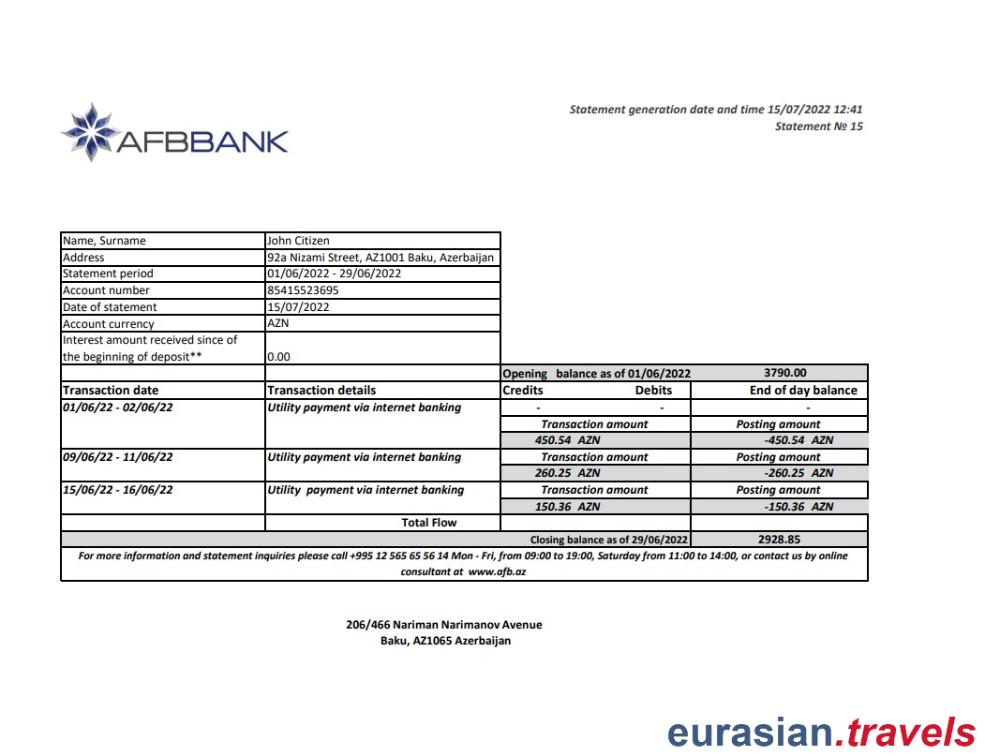 Statement generation date and time 15/07/2022 12:41
Statement № 15
AFBBANK
Name, Surname John Citizen
Address 92a Nizami Street, AZ1001 Baku, Azerbaijan
Statement period 01/06/2022 - 29/06/2022
Account number 85415523695
Date of statement 15/07/2022
Account currency AZN
Interest amount received since of
the beginning of deposit** 0.00
Opening balance as of 01/06/2022 3790.00
Transaction date Transaction details Credits Debits End of day balance
01/06/22 - 02/06/22 Utility payment via internet banking - - -
Transaction amount Posting amount
450.54 AZN -450.54 AZN
09/06/22 - 11/06/22 Utility payment via internet banking Transaction amount Posting amount
260.25 AZN -260.25 AZN
15/06/22 - 16/06/22 Utility payment via internet banking Transaction amount Posting amount
150.36 AZN -150.36 AZN
Total Flow
Closing balance as of 29/06/2022 2928.85
For more information and statement inquiries please call +995 12 565 65 56 14 Mon - Fri, from 09:00 to 19:00, Saturday from 11:00 to 14:00, or contact us by online
consultant at www.afb.az
206/466 Nariman Narimanov Avenue
Baku, AZ1065 Azerbaijan
eurasian.travels